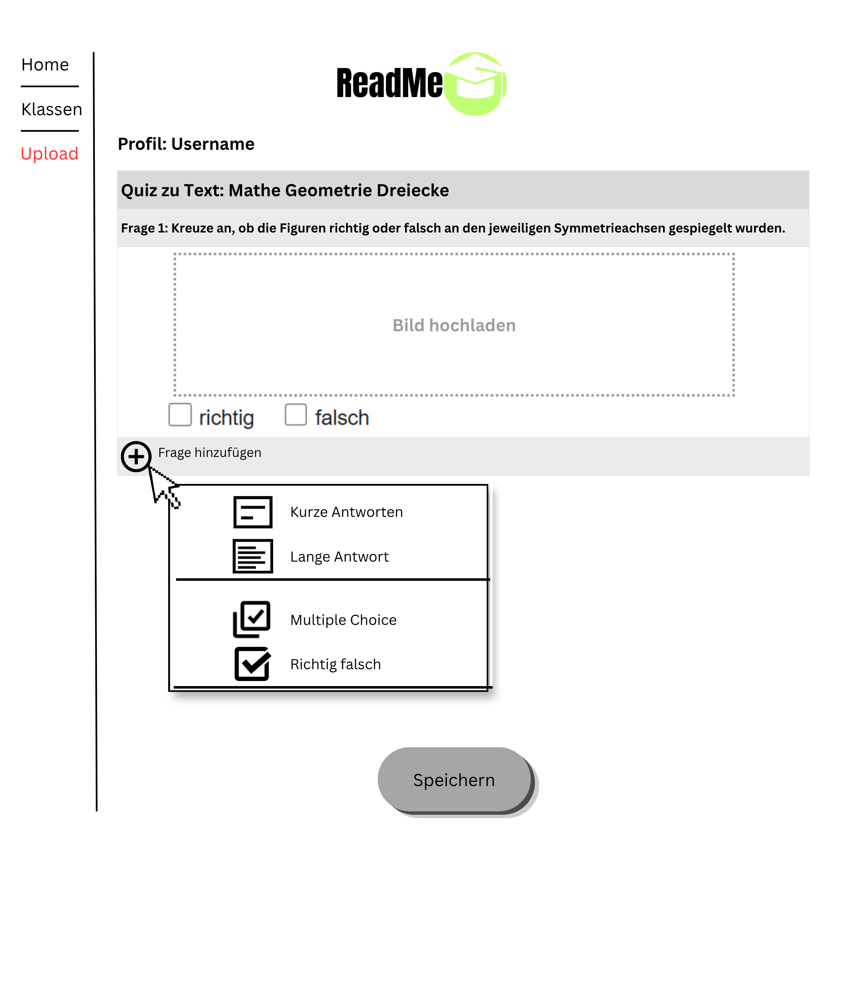 Home
Klassen
Upload
ReadMe
Profil: Username
Quiz zu Text: Mathe Geometrie Dreiecke
Frage 1: Kreuze an, ob die Figuren richtig oder falsch an den jeweiligen Symmetrieachsen gespiegelt wurden.
Bild hochladen
richtig falsch
Frage hinzufügen
Kurze Antworten
Lange Antwort
Multiple Choice
Richtig falsch
Speichern